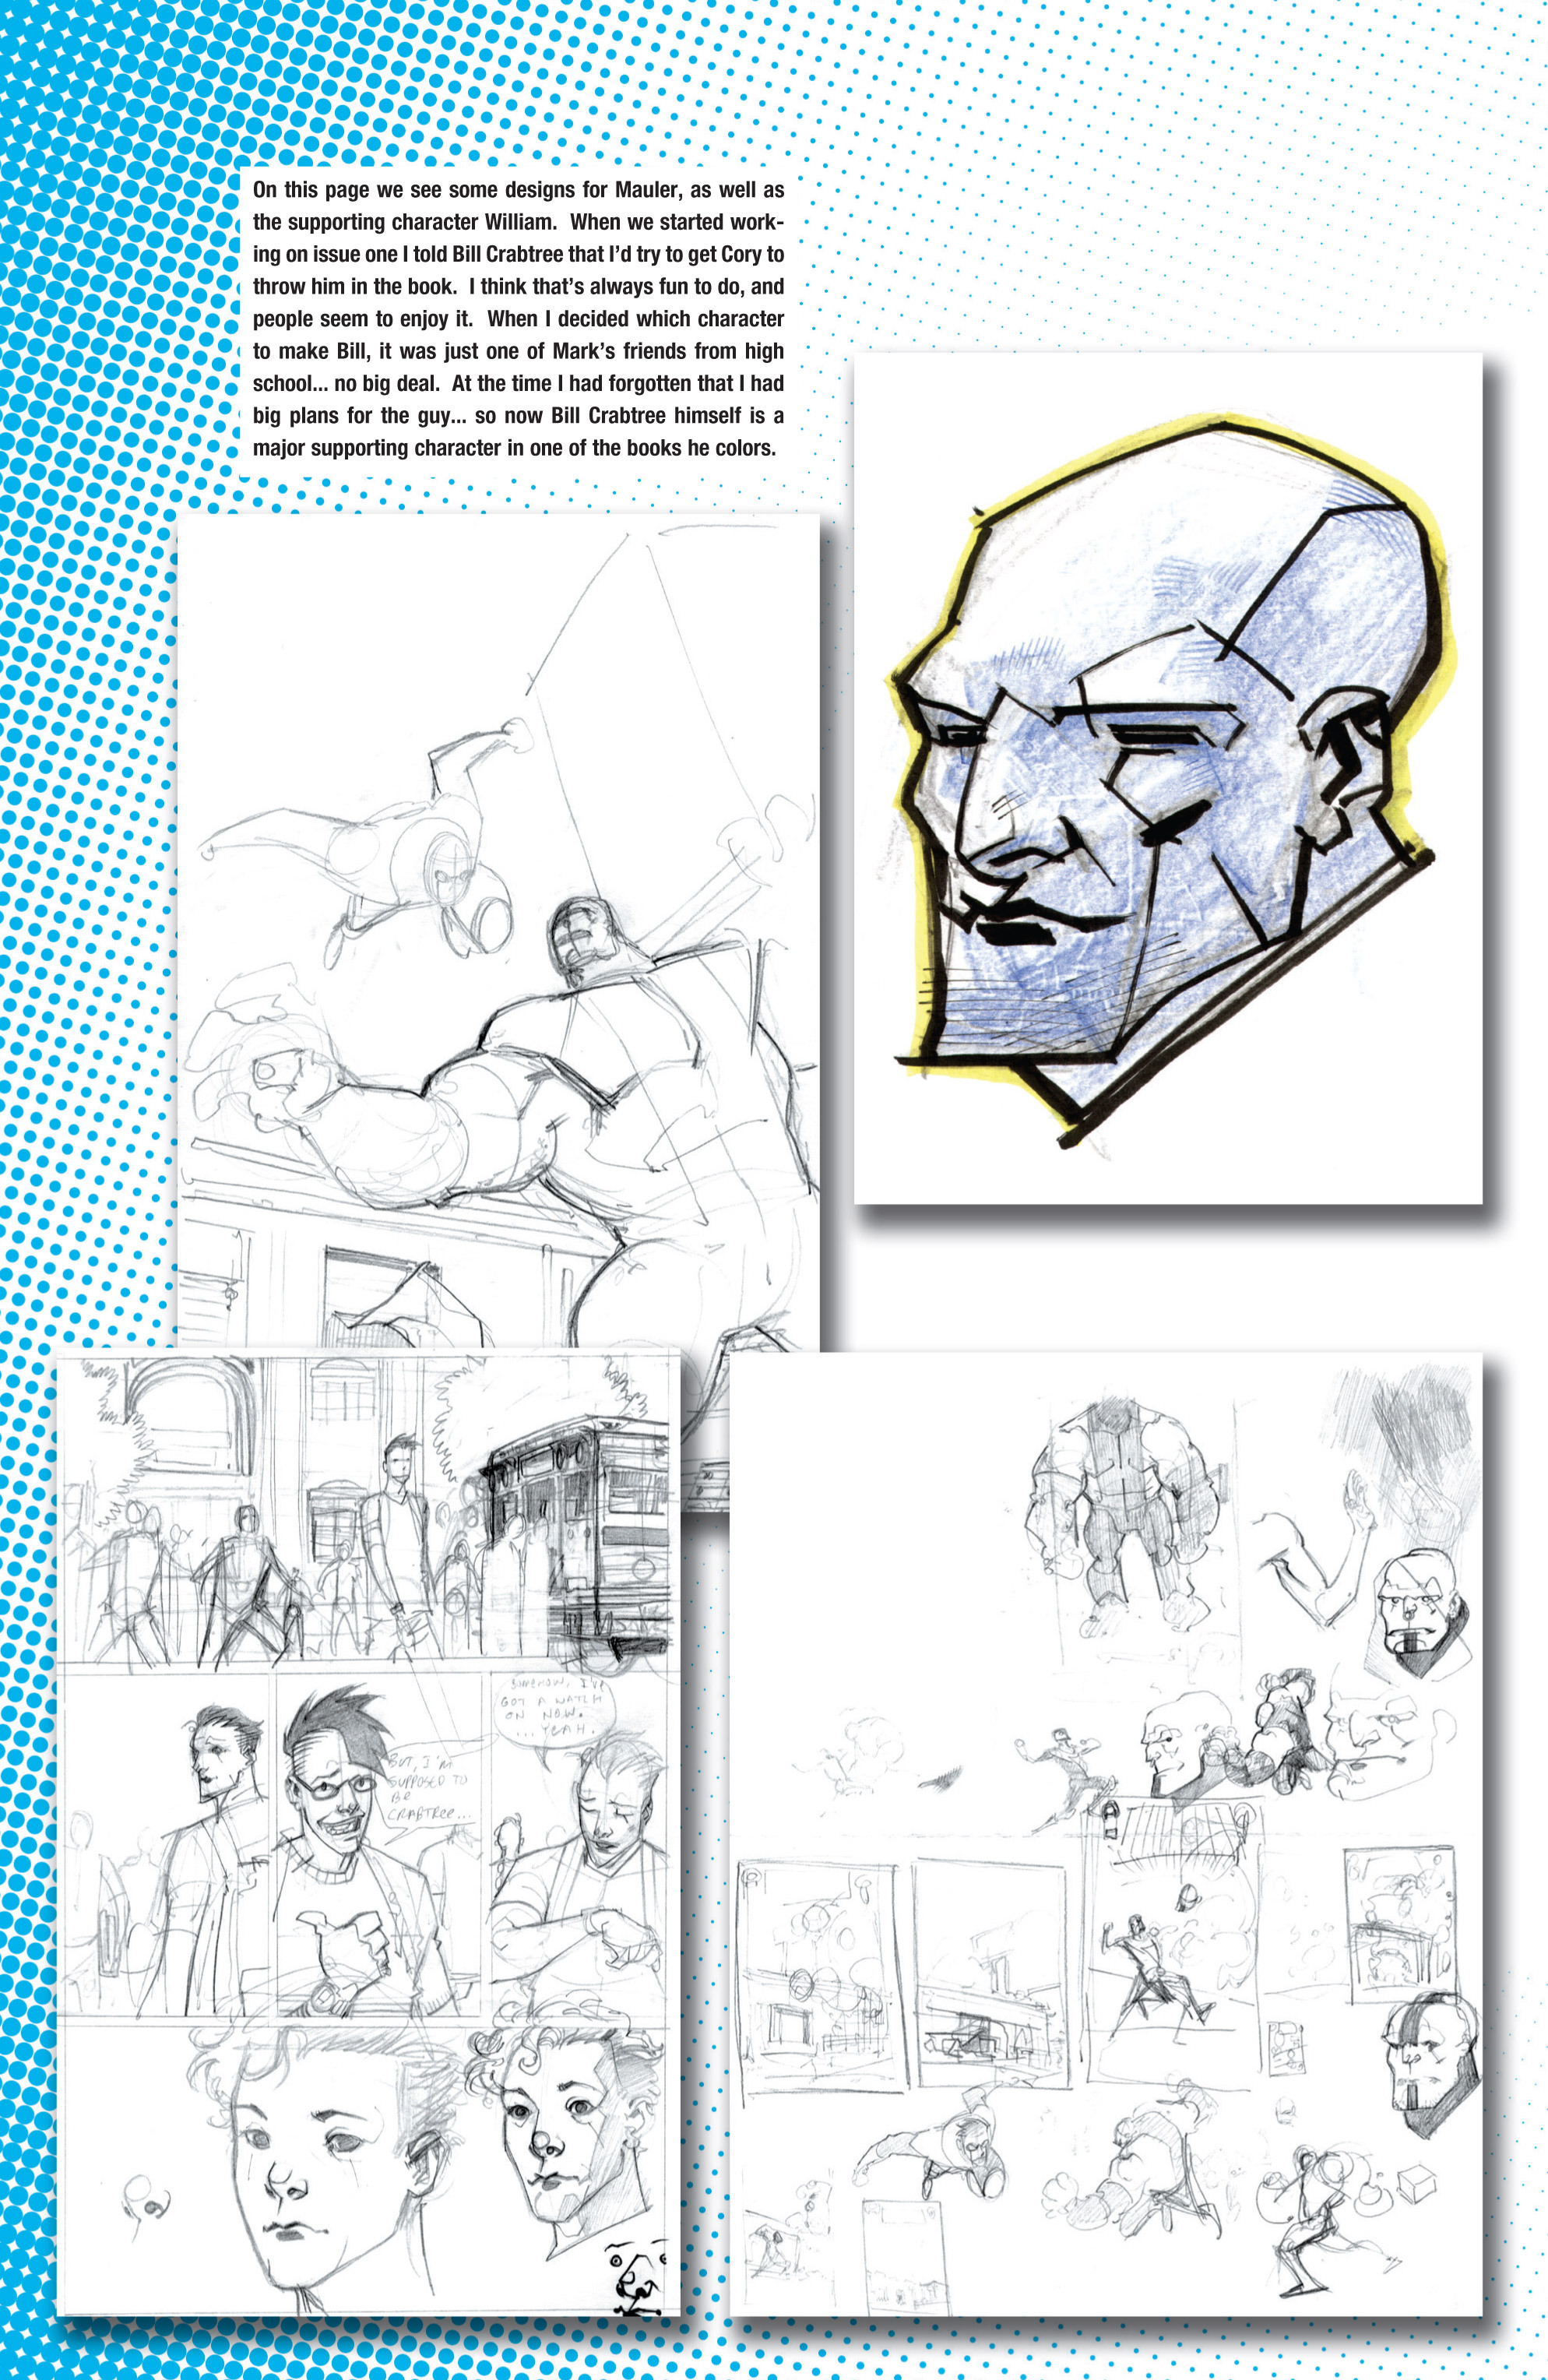 On this page we see some designs for Mauler, as well as
the supporting character William.  When we started work-
ing on issue one I told Bill Crabtree that I’d try to get Cory to
throw him in the book.  I think that’s always fun to do, and
people seem to enjoy it.  When I decided which character
to make Bill, it was just one of Mark’s friends from high
school... no big deal.  At the time I had forgotten that I had
big plans for the guy... so now Bill Crabtree himself is a
major supporting character in one of the books he colors.
BUT, I'M
SUPPOSED TO
BE
CRABTREE...
SOMEHOW, I'VE
GOT A WATCH
ON NOW.
...YEAH.